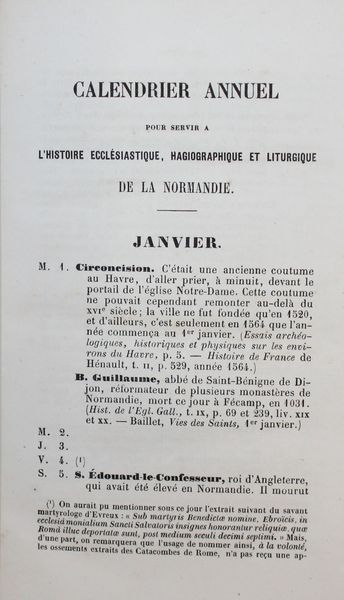 CALENDRIER ANNUEL
POUR SERVIR A
L'HISTOIRE ECCLÉSIASTIQUE, HAGIOGRAPHIQUE ET LITURGIQUE
DE LA NORMANDIE.
JANVIER.
M. 1. Circoncision. C'était une ancienne coutume
au Havre, d'aller prier, à minuit, devant le
portail de l'église Notre-Dame. Cette coutume
ne pouvait cependant remonter au-delà du
XVIe siècle; la ville ne fut fondée qu'en 1520,
et d'ailleurs, c'est seulement en 1564 que l'an-
née commença au 1er janvier. (Essais archéo-
logiques, historiques et physiques sur les envi-
rons du Havre, p. 5. — Histoire de France de
Hénault, t. II, p. 529, année 1564.)
B. Guillaume, abbé de Saint-Bénigne de Di-
jon, réformateur de plusieurs monastères de
Normandie, mort ce jour à Fécamp, en 1031.
(Hist. de l'Egl. Gall., t. IX, p. 69 et 239, liv. XIX
et XX. — Baillet, Vies des Saints, 1er janvier.)
M. 2.
J. 3.
V. 4. (¹)
S. 5. S. Édouard-le-Confesseur, roi d'Angleterre,
qui avait été élevé en Normandie. Il mourut
(¹) On aurait pu mentionner sous ce jour l'extrait suivant du savant
martyrologe d'Evreux : « Sub martyris Benedictæ nomine, Ebroicis, in
ecclesiâ monialium Sancti Salvatoris insignes honorantur reliquiæ, quæ
Româ illuc deportatæ sunt, post medium seculi decimi septimi. » Mais,
d'une part, on remarquera que l'usage de nommer ainsi, à la volonté,
les ossements extraits des Catacombes de Rome, n'a pas reçu une ap-